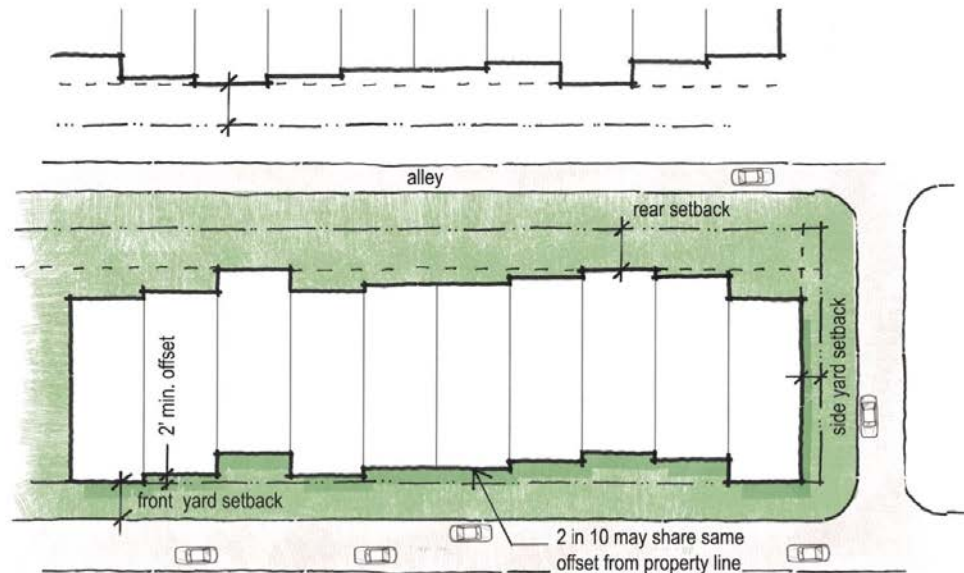 alley
rear setback
side yard setback
2' min. offset
front yard setback
2 in 10 may share same
offset from property line